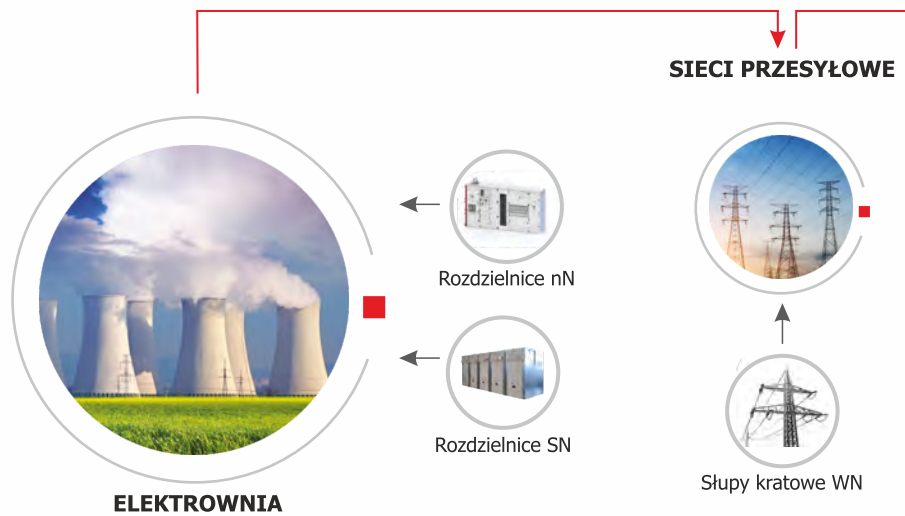 SIECI PRZESYŁOWE
Rozdzielnice nN
Rozdzielnice SN
Słupy kratowe WN
ELEKTROWNIA